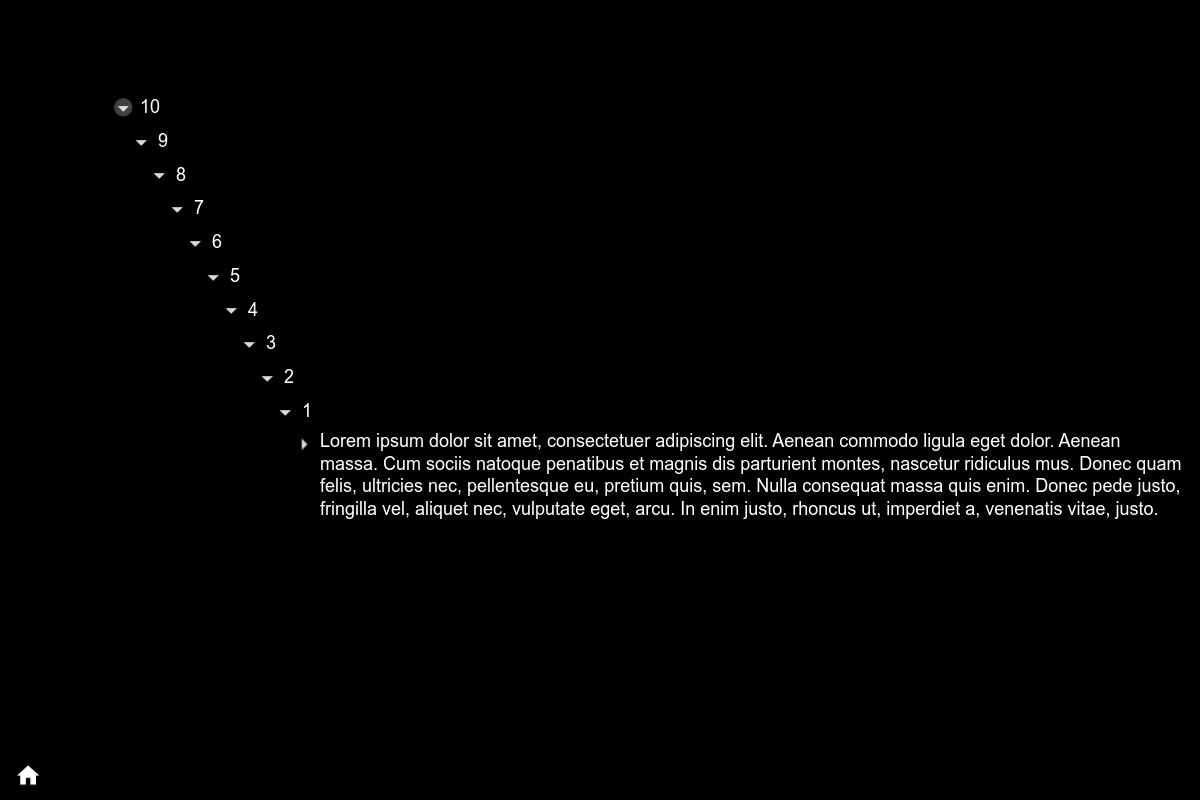 10
9
8
7
6
5
4
3
2
1
Lorem ipsum dolor sit amet, consectetuer adipiscing elit. Aenean commodo ligula eget dolor. Aenean
massa. Cum sociis natoque penatibus et magnis dis parturient montes, nascetur ridiculus mus. Donec quam
felis, ultricies nec, pellentesque eu, pretium quis, sem. Nulla consequat massa quis enim. Donec pede justo,
fringilla vel, aliquet nec, vulputate eget, arcu. In enim justo, rhoncus ut, imperdiet a, venenatis vitae, justo.